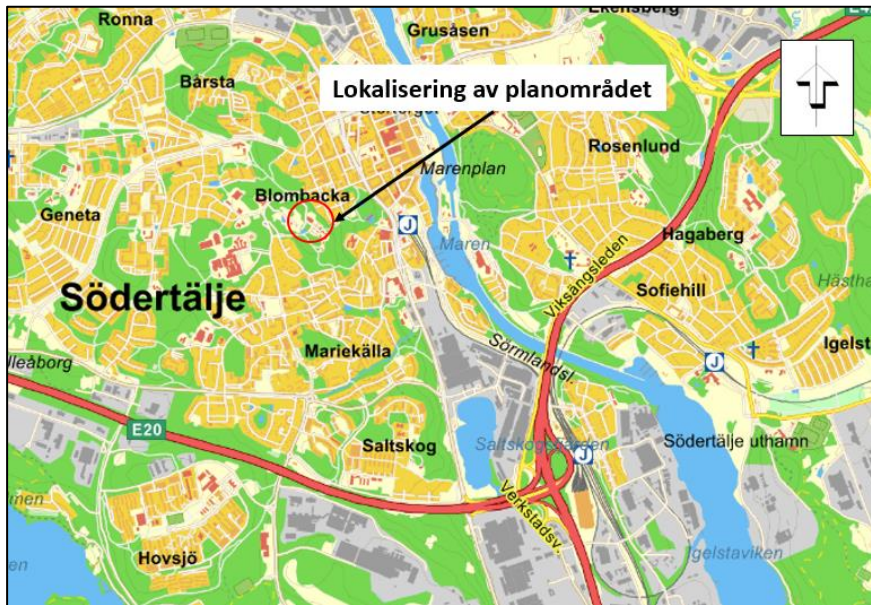 Ronna
Grusåsen
Ekensberg
E4
Bårsta
Lokalisering av planområdet
Rosenlund
Marenplan
Blombacka
Geneta
J
Maren
Hagaberg
Södertälje
Viksängsleden
Sofiehill
Mariekälla
Sörmlandsl.
J
E20
Saltskog
Södertälje uthamn
J
Verkstadsv.
Hovsjö
Igelstaviken